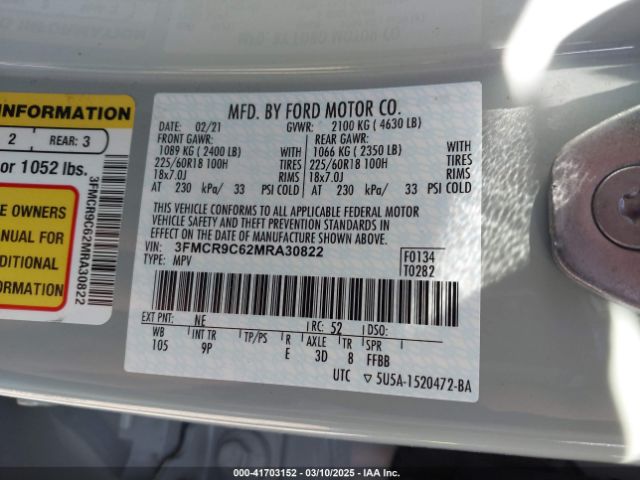 INFORMATION
2 REAR: 3
or 1052 lbs.
E OWNERS
ANUAL FOR
DITIONAL
ORMATION
3FMCR9C62MRA30822
MFD. BY FORD MOTOR CO.
DATE: 02/21 GVWR: 2100 KG ( 4630 LB)
FRONT GAWR: REAR GAWR:
1089 KG ( 2400 LB) WITH 1066 KG ( 2350 LB) WITH
225/60R18 100H TIRES 225/60R18 100H TIRES
18x7.0J RIMS 18x7.0J RIMS
AT 230 kPa/ 33 PSI COLD AT 230 kPa/ 33 PSI COLD
THIS VEHICLE CONFORMS TO ALL APPLICABLE FEDERAL MOTOR
VEHICLE SAFETY AND THEFT PREVENTION STANDARDS IN
EFFECT ON THE DATE OF MANUFACTURE SHOWN ABOVE.
VIN: 3FMCR9C62MRA30822 F0134
TYPE: MPV T0282
EXT PNT: NE RC: 52 DSO:
WB INT TR TP/PS R AXLE TR SPR
105 9P E 3D 8 FFBB
UTC ▽ 5U5A-1520472-BA
000-41703152 / 03/10/2025 / IAA Inc.